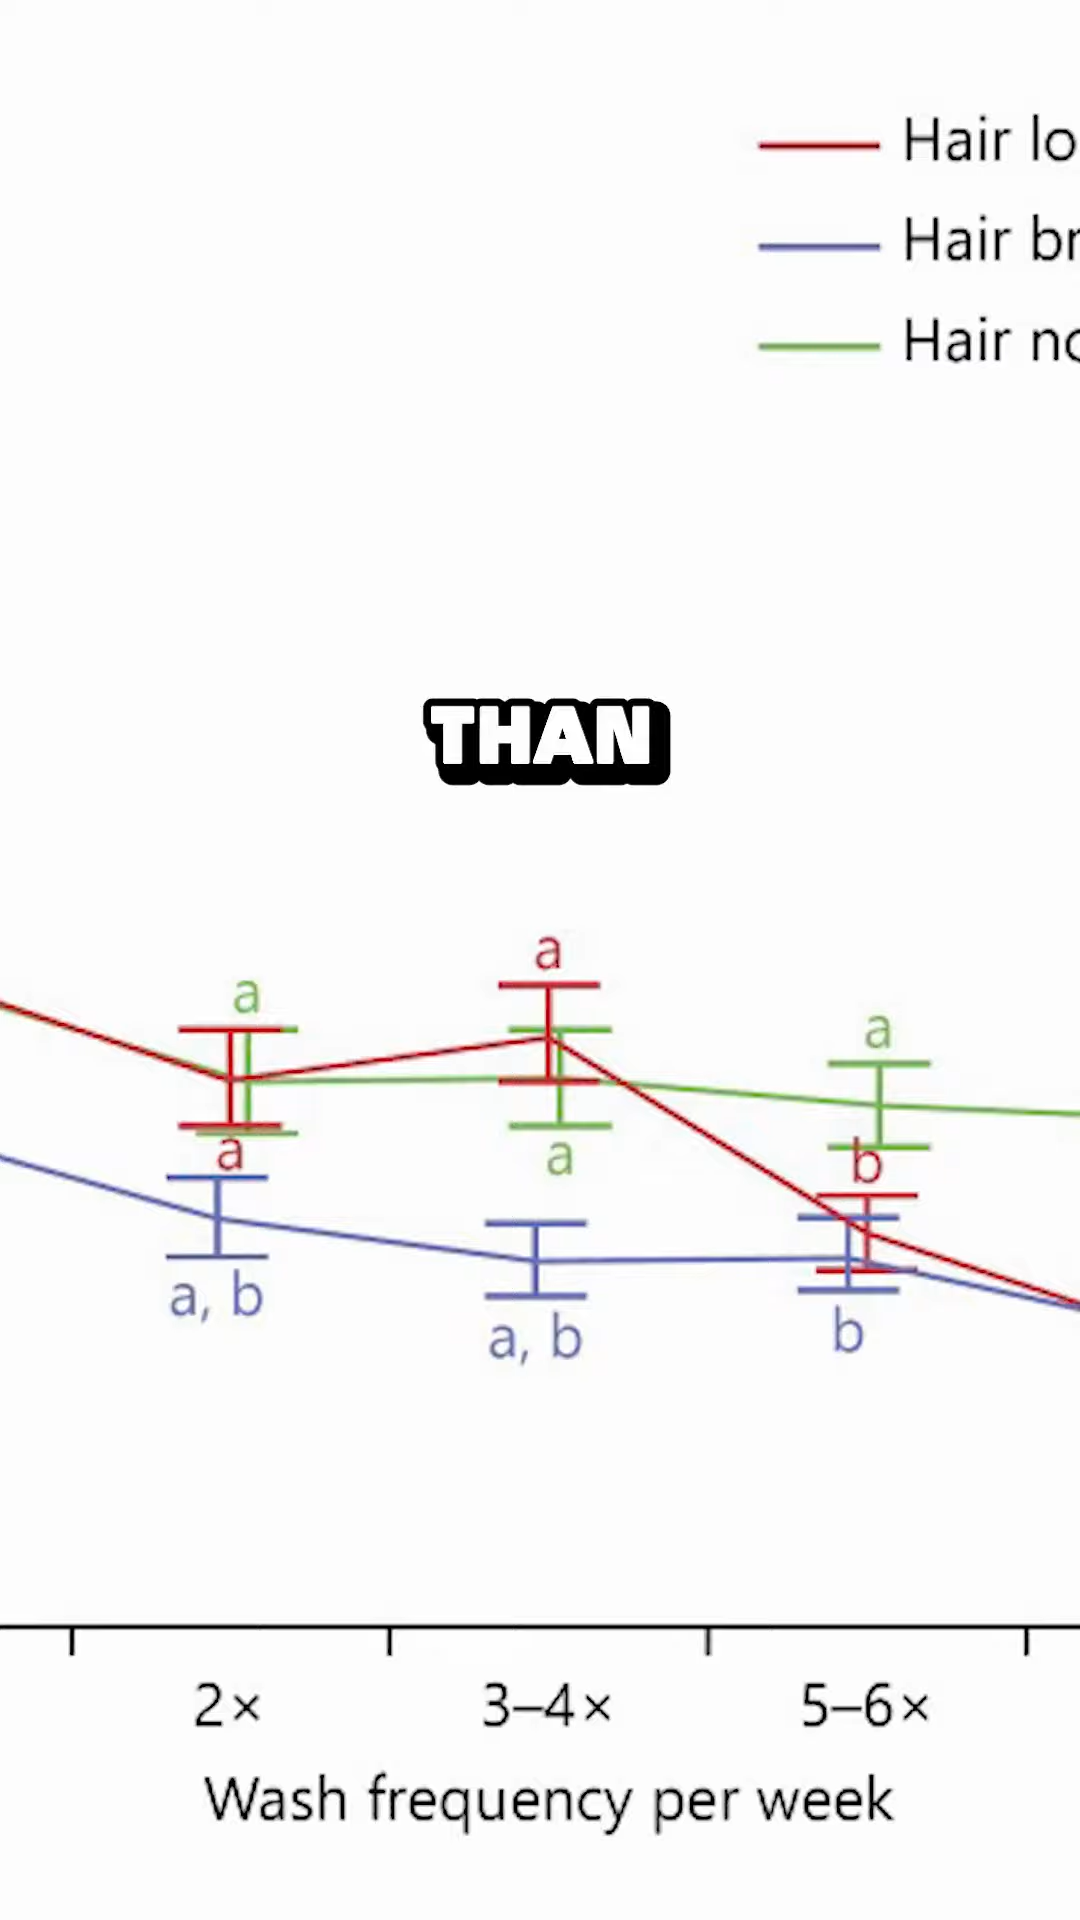 Hair lo
Hair br
Hair no
THAN
a
a
a
a
a
b
a
a, b
a, b
b
2× 3–4× 5–6×
Wash frequency per week